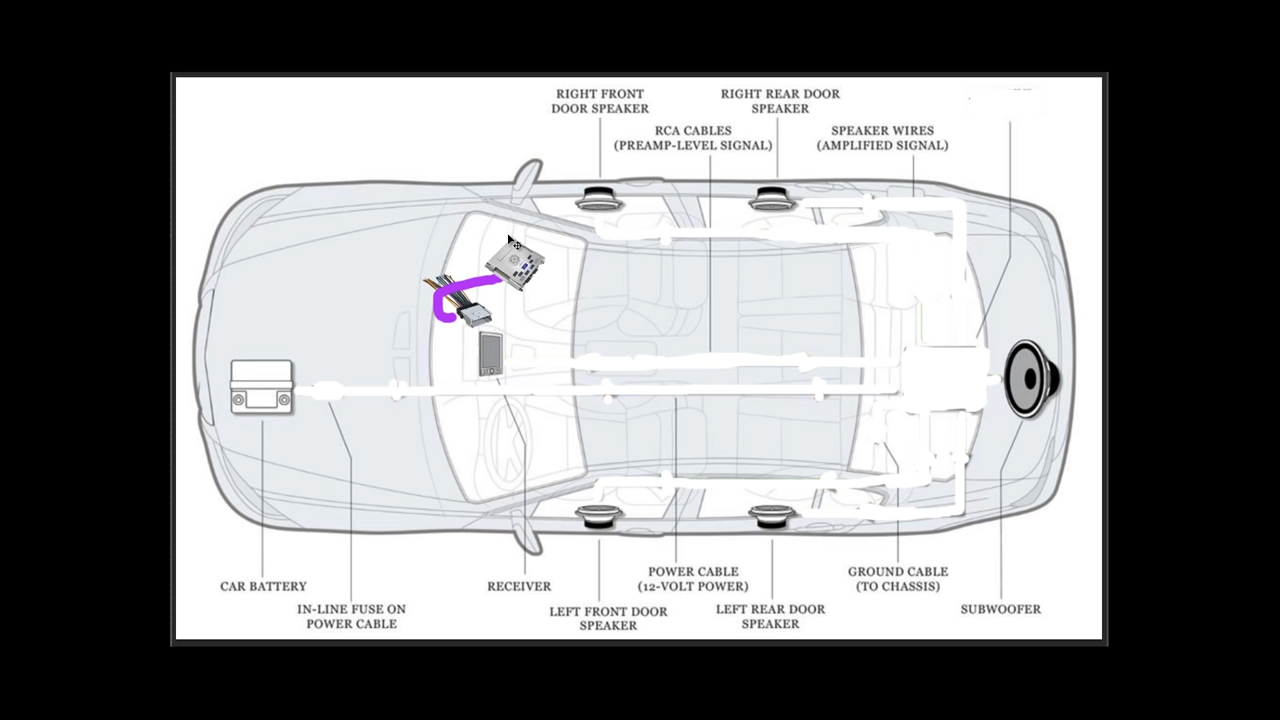 RIGHT FRONT
DOOR SPEAKER
RIGHT REAR DOOR
SPEAKER
RCA CABLES
(PREAMP-LEVEL SIGNAL)
SPEAKER WIRES
(AMPLIFIED SIGNAL)
CAR BATTERY
IN-LINE FUSE ON
POWER CABLE
RECEIVER
LEFT FRONT DOOR
SPEAKER
POWER CABLE
(12-VOLT POWER)
LEFT REAR DOOR
SPEAKER
GROUND CABLE
(TO CHASSIS)
SUBWOOFER